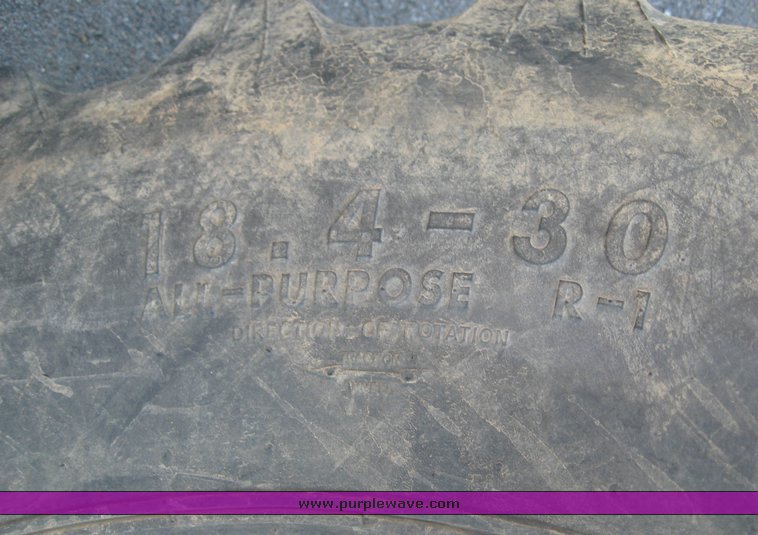 18.4-30
ALL-PURPOSE R-1
DIRECTION OF ROTATION
www.purplewave.com